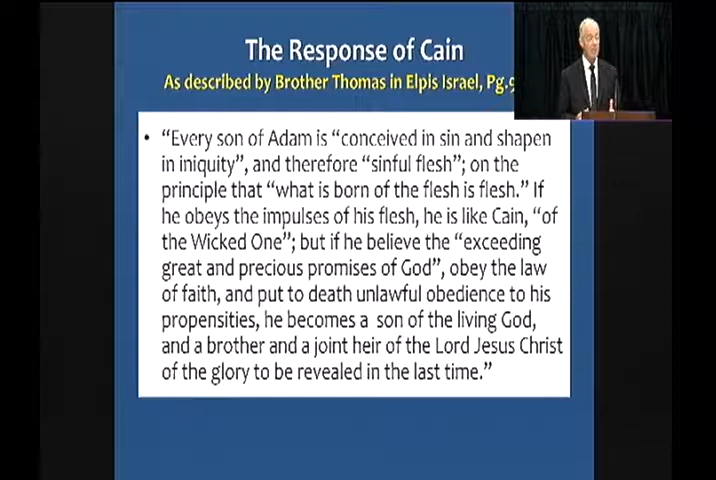 The Response of Cain
As described by Brother Thomas in Elpis Israel, Pg.
• "Every son of Adam is "conceived in sin and shapen
in iniquity", and therefore "sinful flesh"; on the
principle that "what is born of the flesh is flesh." If
he obeys the impulses of his flesh, he is like Cain, "of
the Wicked One"; but if he believe the "exceeding
great and precious promises of God", obey the law
of faith, and put to death unlawful obedience to his
propensities, he becomes a son of the living God,
and a brother and a joint heir of the Lord Jesus Christ
of the glory to be revealed in the last time."